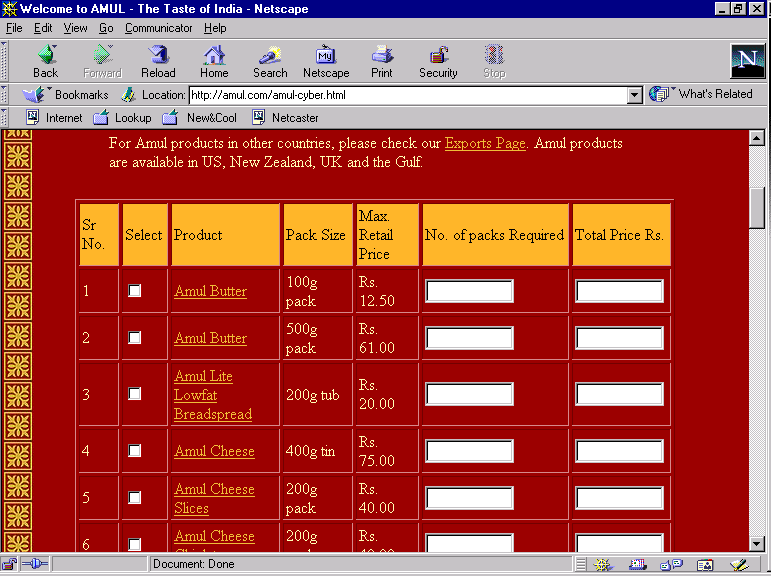 Welcome to AMUL - The Taste of India - Netscape
File Edit View Go Communicator Help
My
N
Back Forward Reload Home Search Netscape Print Security Stop
Bookmarks Location: http://amul.com/amul-cyber.html What's Related
Internet Lookup New&Cool Netcaster
For Amul products in other countries, please check our Exports Page. Amul products
are available in US, New Zealand, UK and the Gulf.
Sr No. Select Product Pack Size Max. Retail Price No. of packs Required Total Price Rs.
1 Amul Butter 100g pack Rs. 12.50
2 Amul Butter 500g pack Rs. 61.00
3 Amul Lite Lowfat Breadspread 200g tub Rs. 20.00
4 Amul Cheese 400g tin Rs. 75.00
5 Amul Cheese Slices 200g pack Rs. 40.00
6 Amul Cheese 200g Rs.
Document: Done